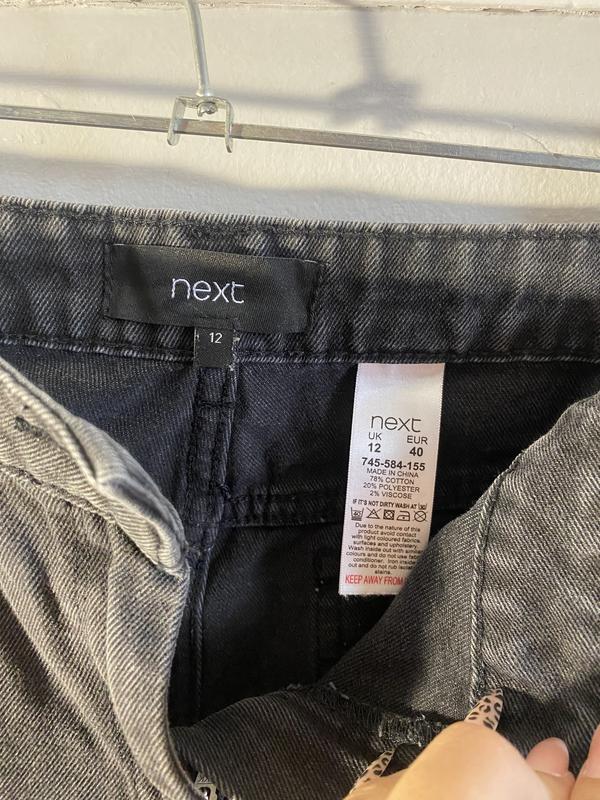 next
12
next
UK EUR
12 40
745-584-155
MADE IN CHINA
78% COTTON
20% POLYESTER
2% VISCOSE
IF IT'S NOT DIRTY WASH AT
Due to the nature of this
product avoid contact
with light coloured fabrics,
surfaces and upholstery.
Wash inside out with similar
colours and do not use fabric
conditioner. Iron inside
out and do not rub isolated
stains.
KEEP AWAY FROM